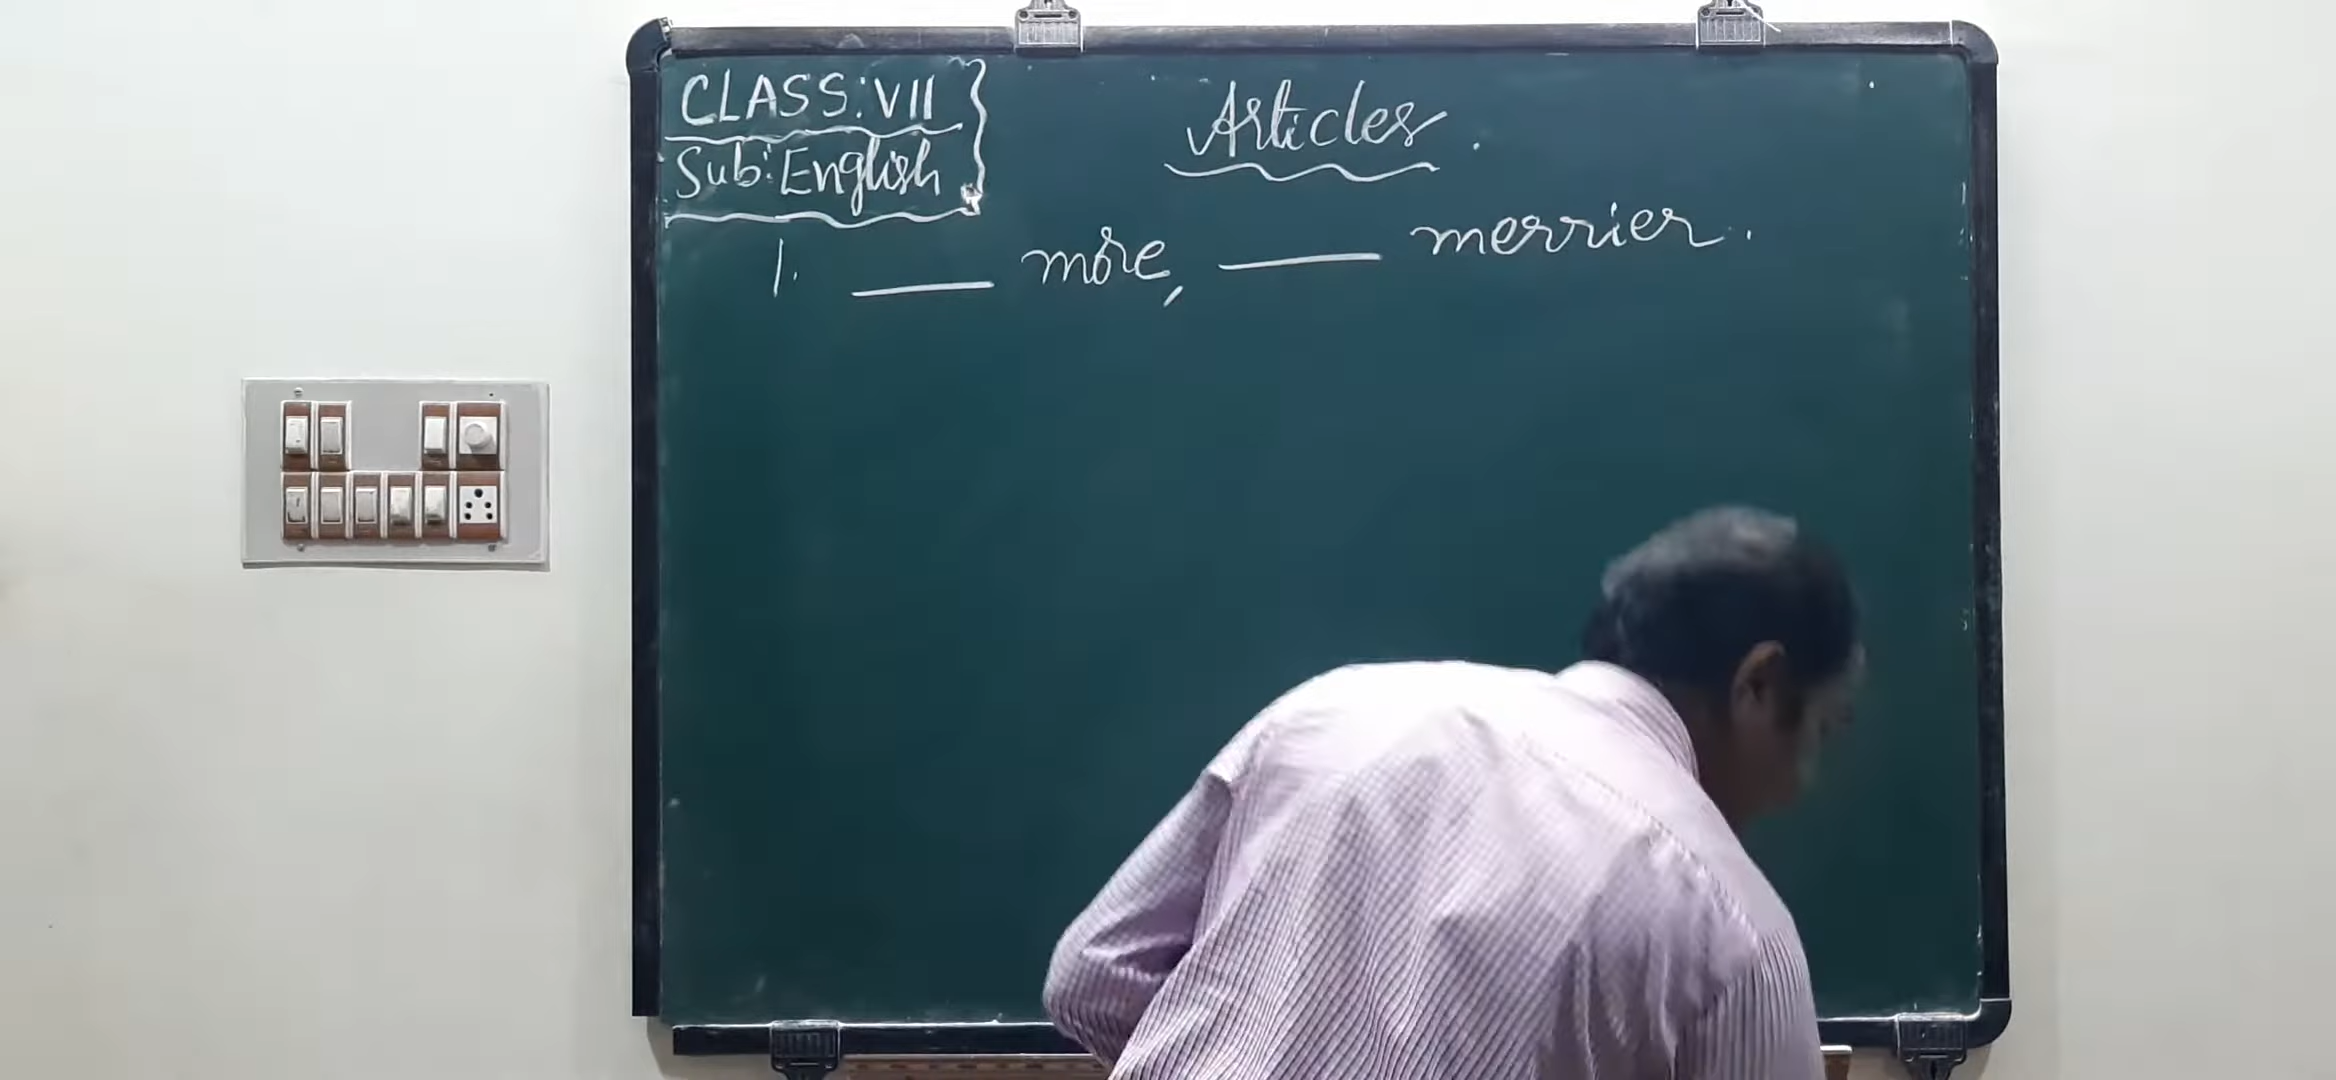 CLASS: VII
Sub: English
Articles.
1. ___ more, ___ merrier.